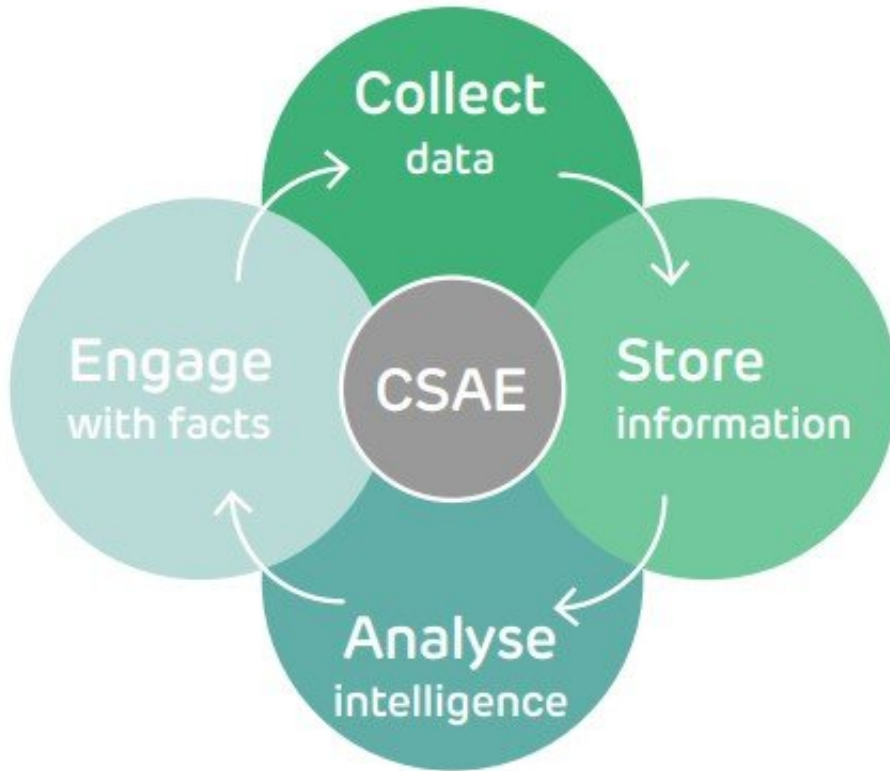 Collect
data
Engage
with facts
CSAE
Store
information
Analyse
intelligence